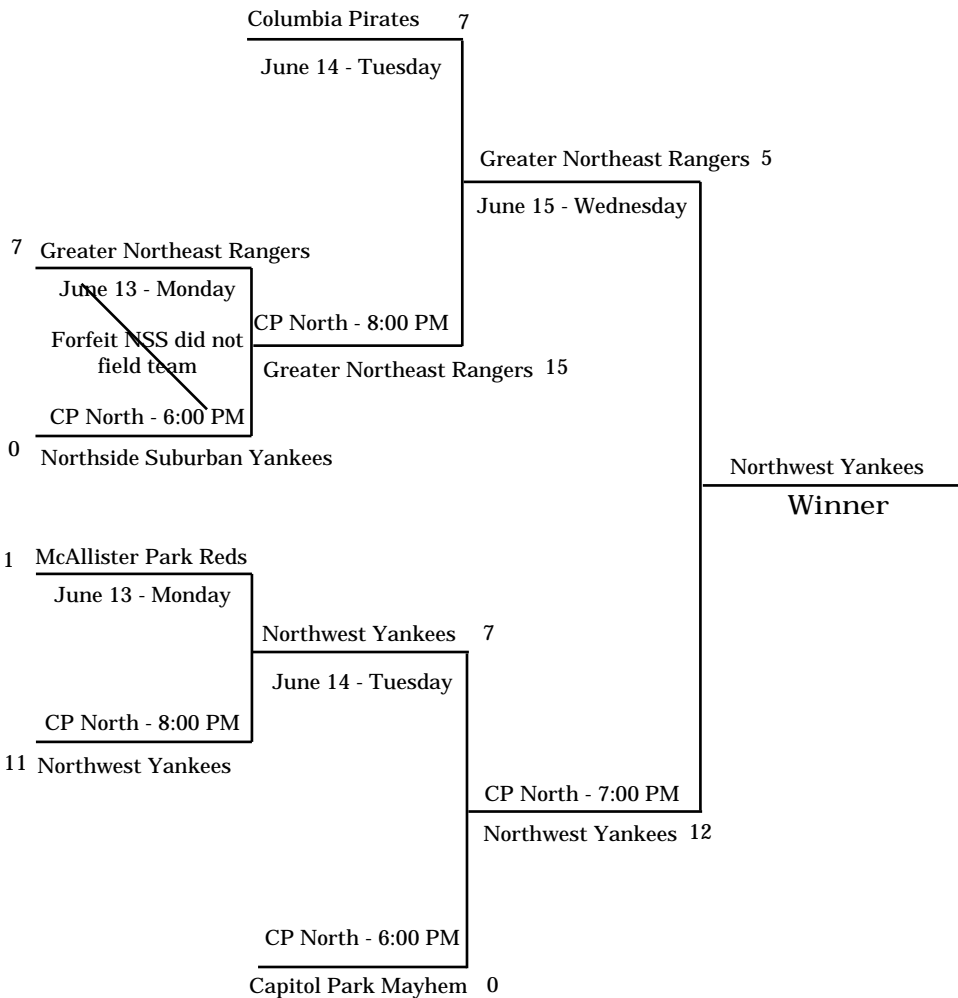 Columbia Pirates 7
June 14 - Tuesday
Greater Northeast Rangers 5
June 15 - Wednesday
7 Greater Northeast Rangers
June 13 - Monday
Forfeit NSS did not
field team
CP North - 8:00 PM
Greater Northeast Rangers 15
CP North - 6:00 PM
0 Northside Suburban Yankees
Northwest Yankees
Winner
1 McAllister Park Reds
June 13 - Monday
Northwest Yankees 7
June 14 - Tuesday
CP North - 8:00 PM
11 Northwest Yankees
CP North - 7:00 PM
Northwest Yankees 12
CP North - 6:00 PM
Capitol Park Mayhem 0